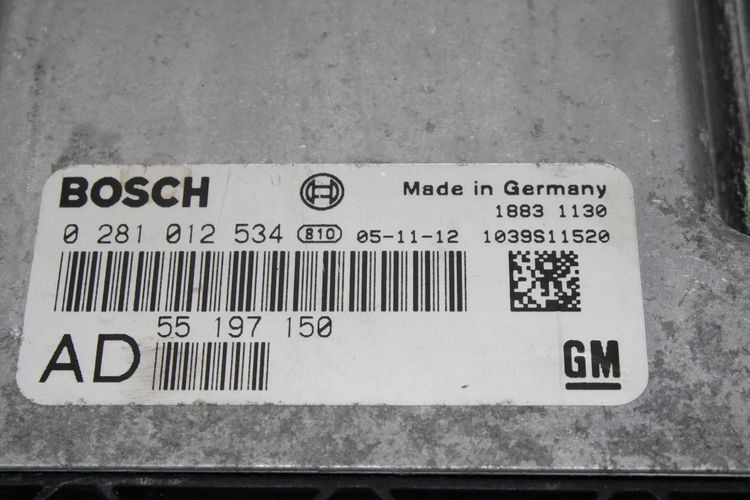 BOSCH
Made in Germany
1883 1130
0 281 012 534 810 05-11-12 1039S11520
55 197 150
AD
GM